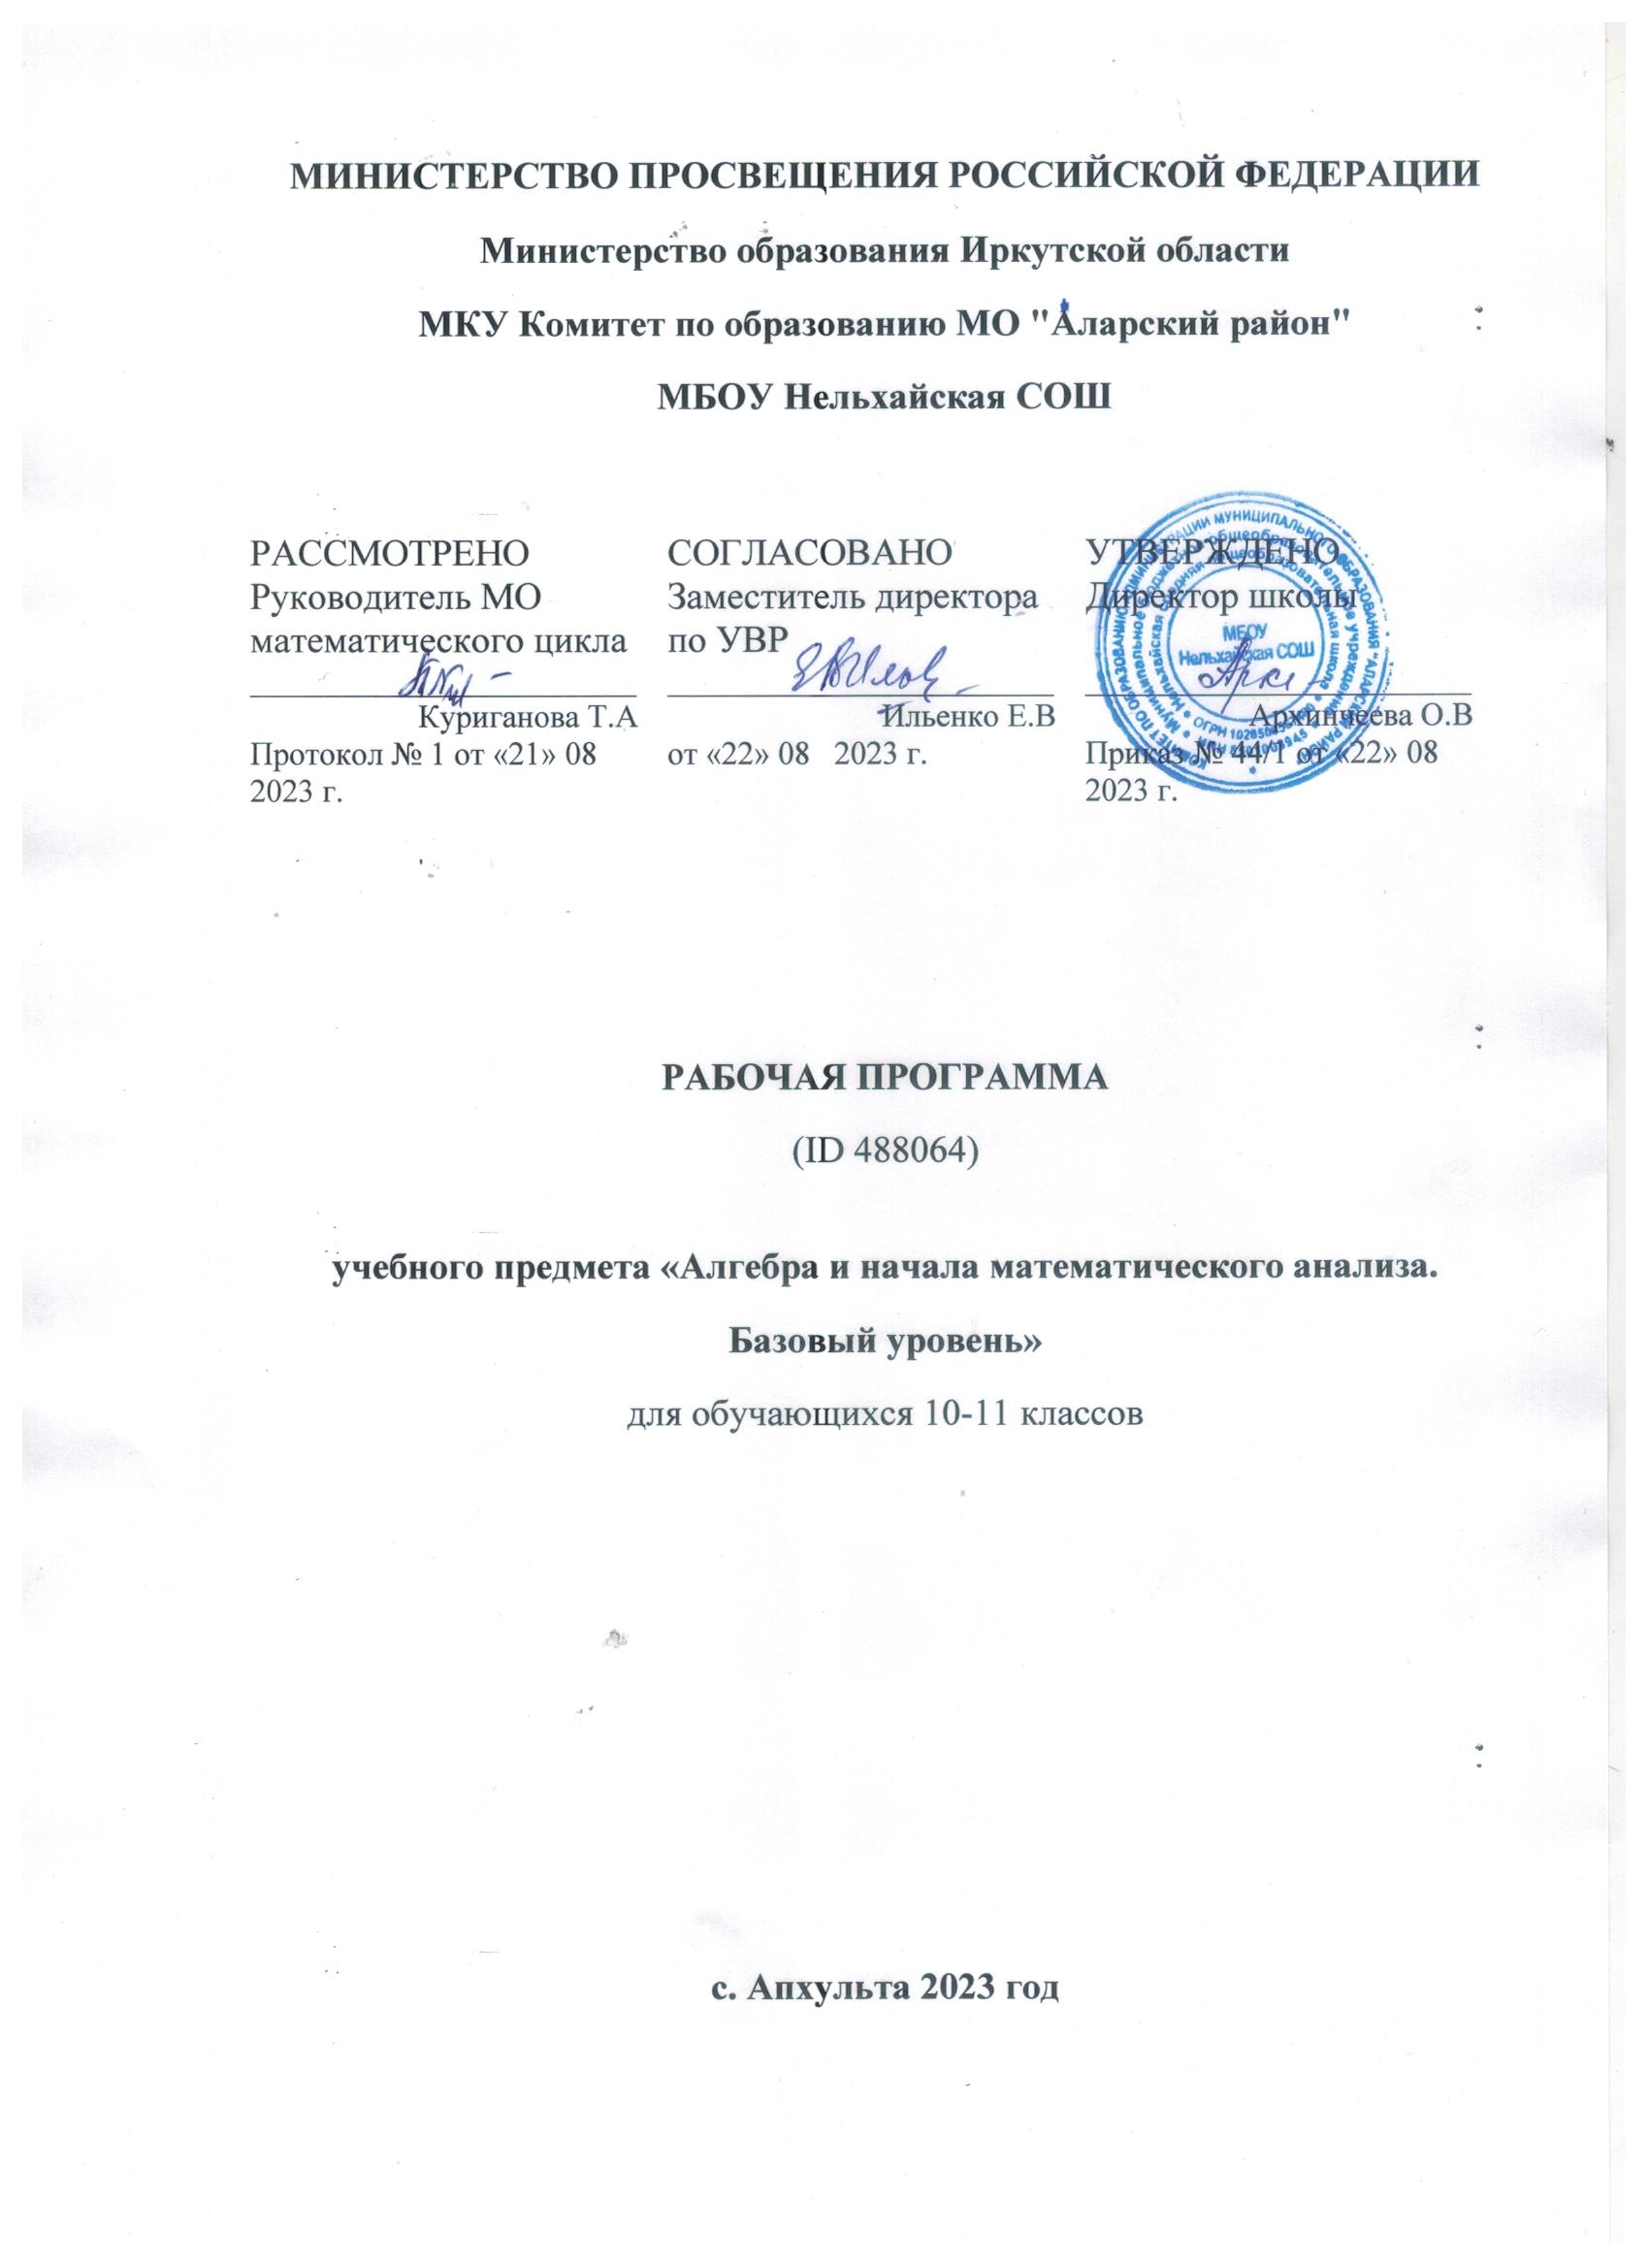 МИНИСТЕРСТВО ПРОСВЕЩЕНИЯ РОССИЙСКОЙ ФЕДЕРАЦИИ
Министерство образования Иркутской области
МКУ Комитет по образованию МО "Аларский район"
МБОУ Нельхайская СОШ
РАССМОТРЕНО
Руководитель МО
математического цикла
Куриганова Т.А
Протокол № 1 от «21» 08
2023 г.
СОГЛАСОВАНО
Заместитель директора
по УВР
Ильенко Е.В
от «22» 08 2023 г.
УТВЕРЖДЕНО
Директор школы
Архинчеева О.В
Приказ № 44/1 от «22» 08
2023 г.
МБОУ
Нельхайская СОШ
РАБОЧАЯ ПРОГРАММА
(ID 488064)
учебного предмета «Алгебра и начала математического анализа.
Базовый уровень»
для обучающихся 10-11 классов
с. Апхульта 2023 год